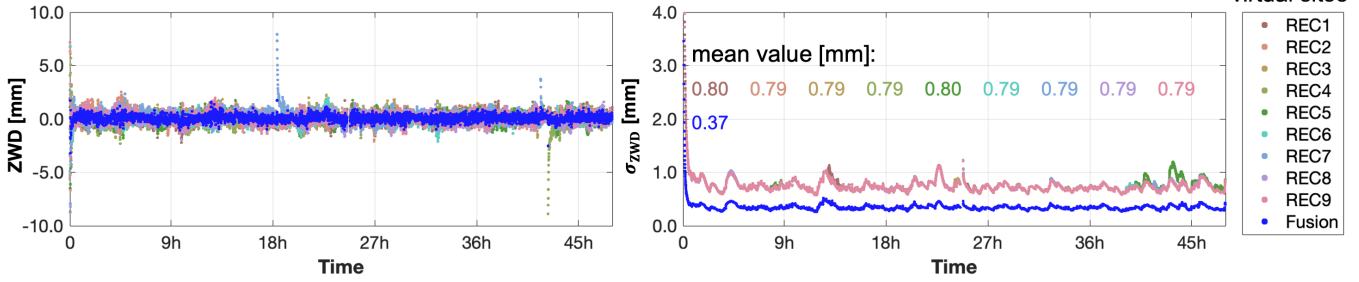 10.0
5.0
0.0
-5.0
-10.0
ZWD [mm]
0 9h 18h 27h 36h 45h
Time
4.0
3.0
2.0
1.0
0.0
σZWD [mm]
mean value [mm]:
0.80 0.79 0.79 0.79 0.80 0.79 0.79 0.79 0.79
0.37
0 9h 18h 27h 36h 45h
Time
REC1
REC2
REC3
REC4
REC5
REC6
REC7
REC8
REC9
Fusion